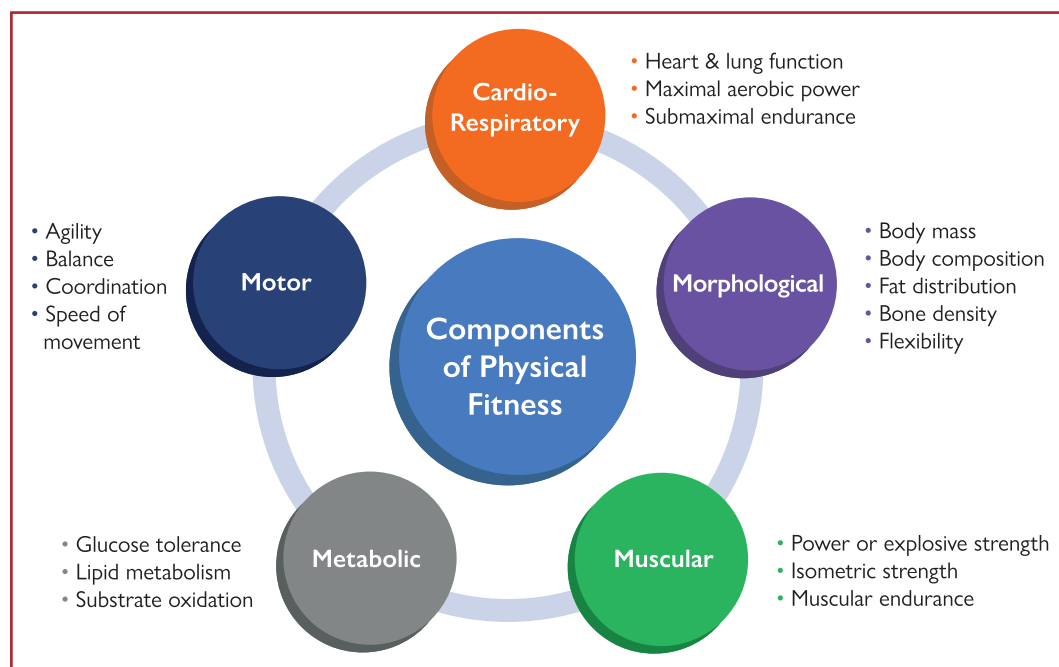 Cardio-
Respiratory
• Heart & lung function
• Maximal aerobic power
• Submaximal endurance
Motor
• Agility
• Balance
• Coordination
• Speed of
movement
Morphological
• Body mass
• Body composition
• Fat distribution
• Bone density
• Flexibility
Components
of Physical
Fitness
Metabolic
• Glucose tolerance
• Lipid metabolism
• Substrate oxidation
Muscular
• Power or explosive strength
• Isometric strength
• Muscular endurance